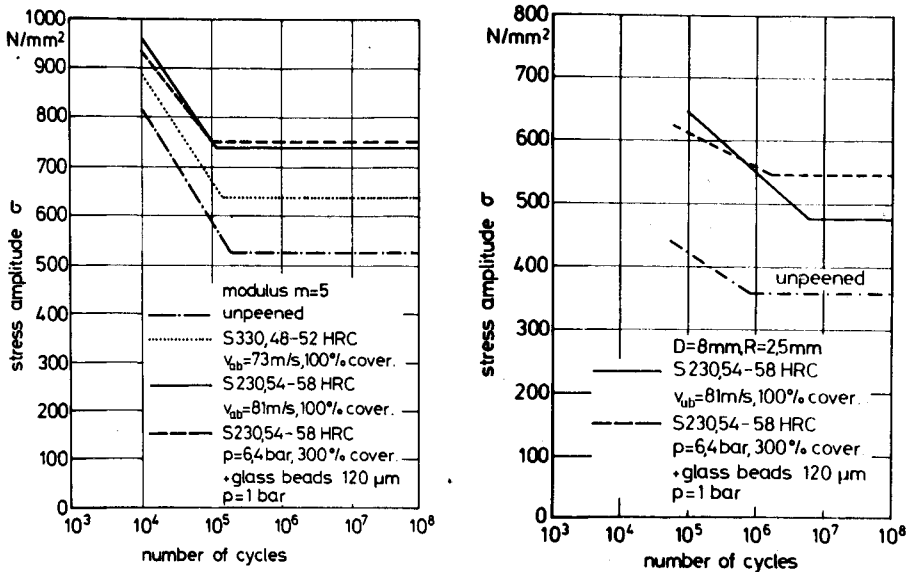 1000
N/mm²
900
800
700
600
500
400
300
200
100
0
stress amplitude σ
modulus m=5
unpeened
S330, 48-52 HRC
v_ab=73m/s, 100% cover.
S230, 54-58 HRC
v_ab=81m/s, 100% cover.
S230, 54-58 HRC
p=6,4 bar, 300% cover.
+glass beads 120 µm
p=1 bar
10³ 10⁴ 10⁵ 10⁶ 10⁷ 10⁸
number of cycles
800
N/mm²
700
600
500
400
300
200
100
0
stress amplitude σ
unpeened
D=8mm, R=2,5mm
S230, 54-58 HRC
v_ab=81m/s, 100% cover.
S230, 54-58 HRC
p=6,4 bar, 300% cover.
+glass beads 120 µm
p=1 bar
10³ 10⁴ 10⁵ 10⁶ 10⁷ 10⁸
number of cycles